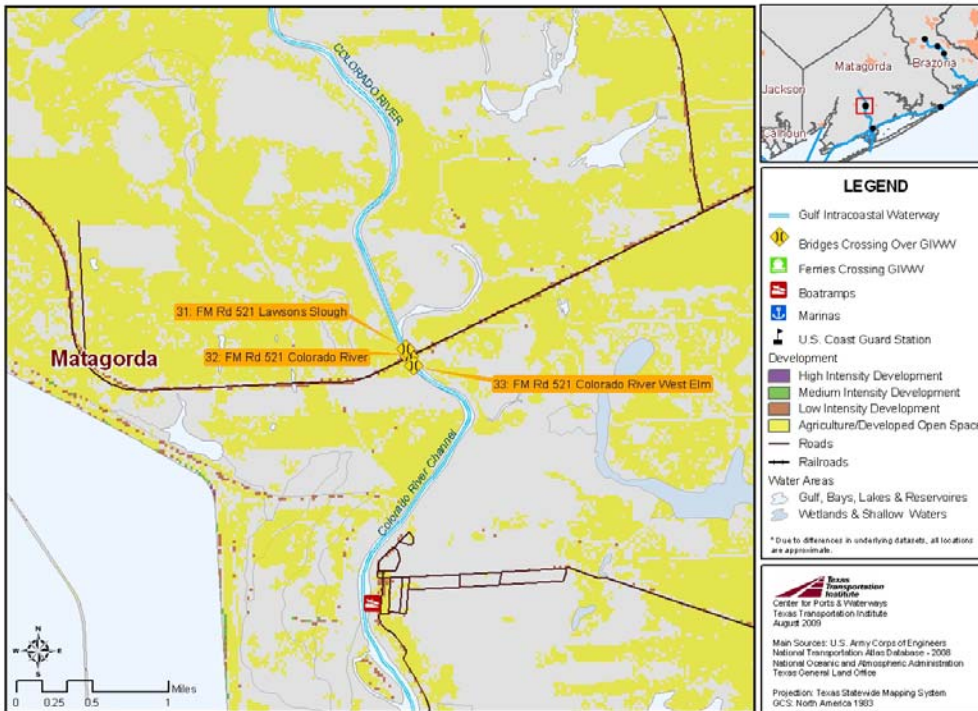 COLORADO RIVER
31: FM Rd 521 Lawsons Slough
32: FM Rd 521 Colorado River
33: FM Rd 521 Colorado River West Elm
Matagorda
Colorado River Channel
N
W E
S
0 0.25 0.5 1 Miles
Matagorda
Brazoria
Jackson
Calhoun
LEGEND
Gulf Intracoastal Waterway
Bridges Crossing Over GIWW
Ferries Crossing GIWW
Boatramps
Marinas
U.S. Coast Guard Station
Development
High Intensity Development
Medium Intensity Development
Low Intensity Development
Agriculture/Developed Open Space
Roads
Railroads
Water Areas
Gulf, Bays, Lakes & Reservoires
Wetlands & Shallow Waters
* Due to differences in underlying datasets, all locations
are approximate.
Texas
Transportation
Institute
Center for Ports & Waterways
Texas Transportation Institute
August 2009
Main Sources: U.S. Army Corps of Engineers
National Transportation Atlas Database - 2008
National Oceanic and Atmospheric Administration
Texas General Land Office
Projection: Texas Statewide Mapping System
GCS: North America 1983